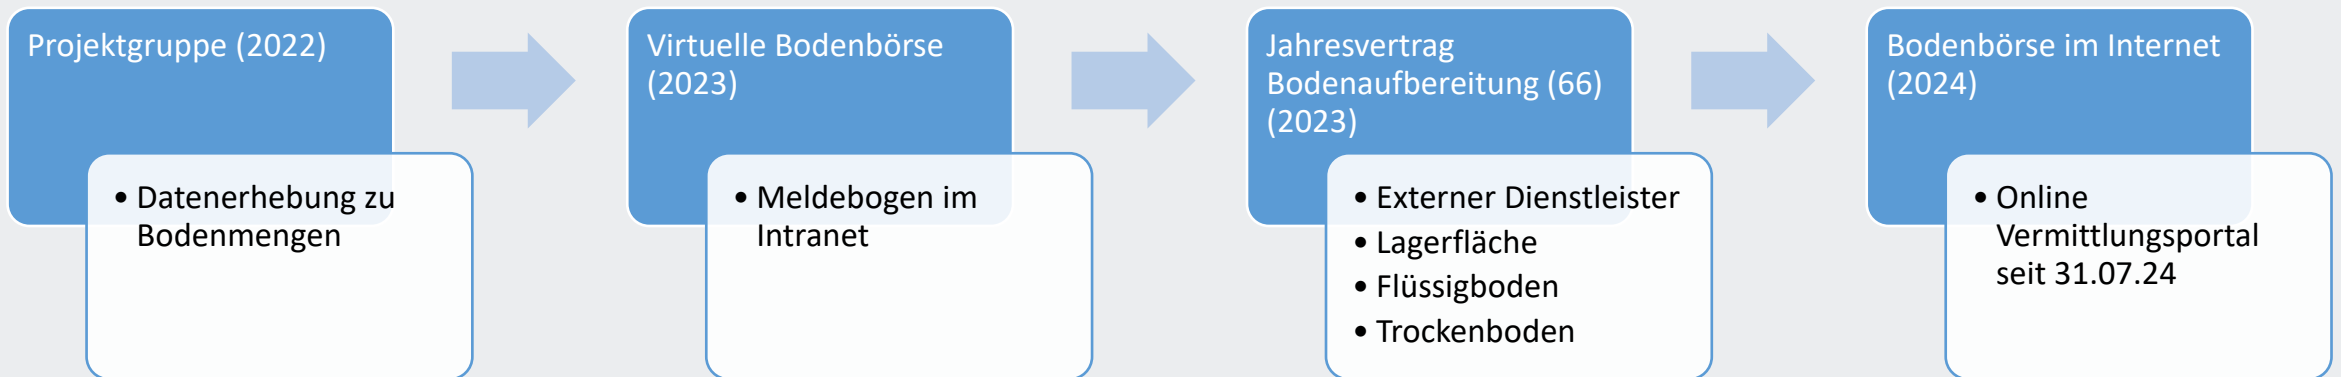 Projektgruppe (2022)
• Datenerhebung zu
Bodenmengen
Virtuelle Bodenbörse
(2023)
• Meldebogen im
Intranet
Jahresvertrag
Bodenaufbereitung (66)
(2023)
• Externer Dienstleister
• Lagerfläche
• Flüssigboden
• Trockenboden
Bodenbörse im Internet
(2024)
• Online
Vermittlungsportal
seit 31.07.24